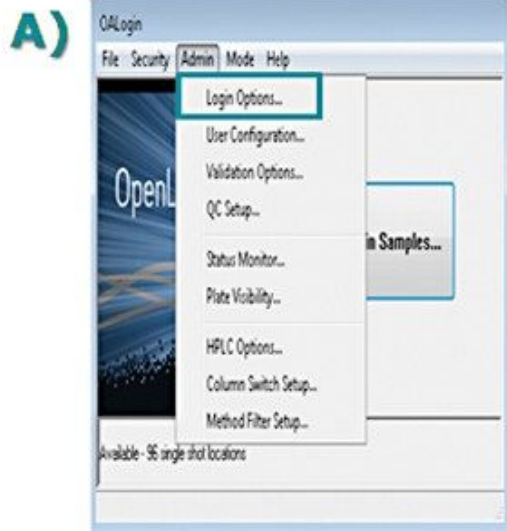 A)
OALogin
File Security Admin Mode Help
Login Options...
User Configuration...
Validation Options...
QC Setup...
OpenL
in Samples...
Status Monitor...
Plate Visibility...
HPLC Options...
Column Switch Setup...
Method Filter Setup...
Available - 96 single shot locations